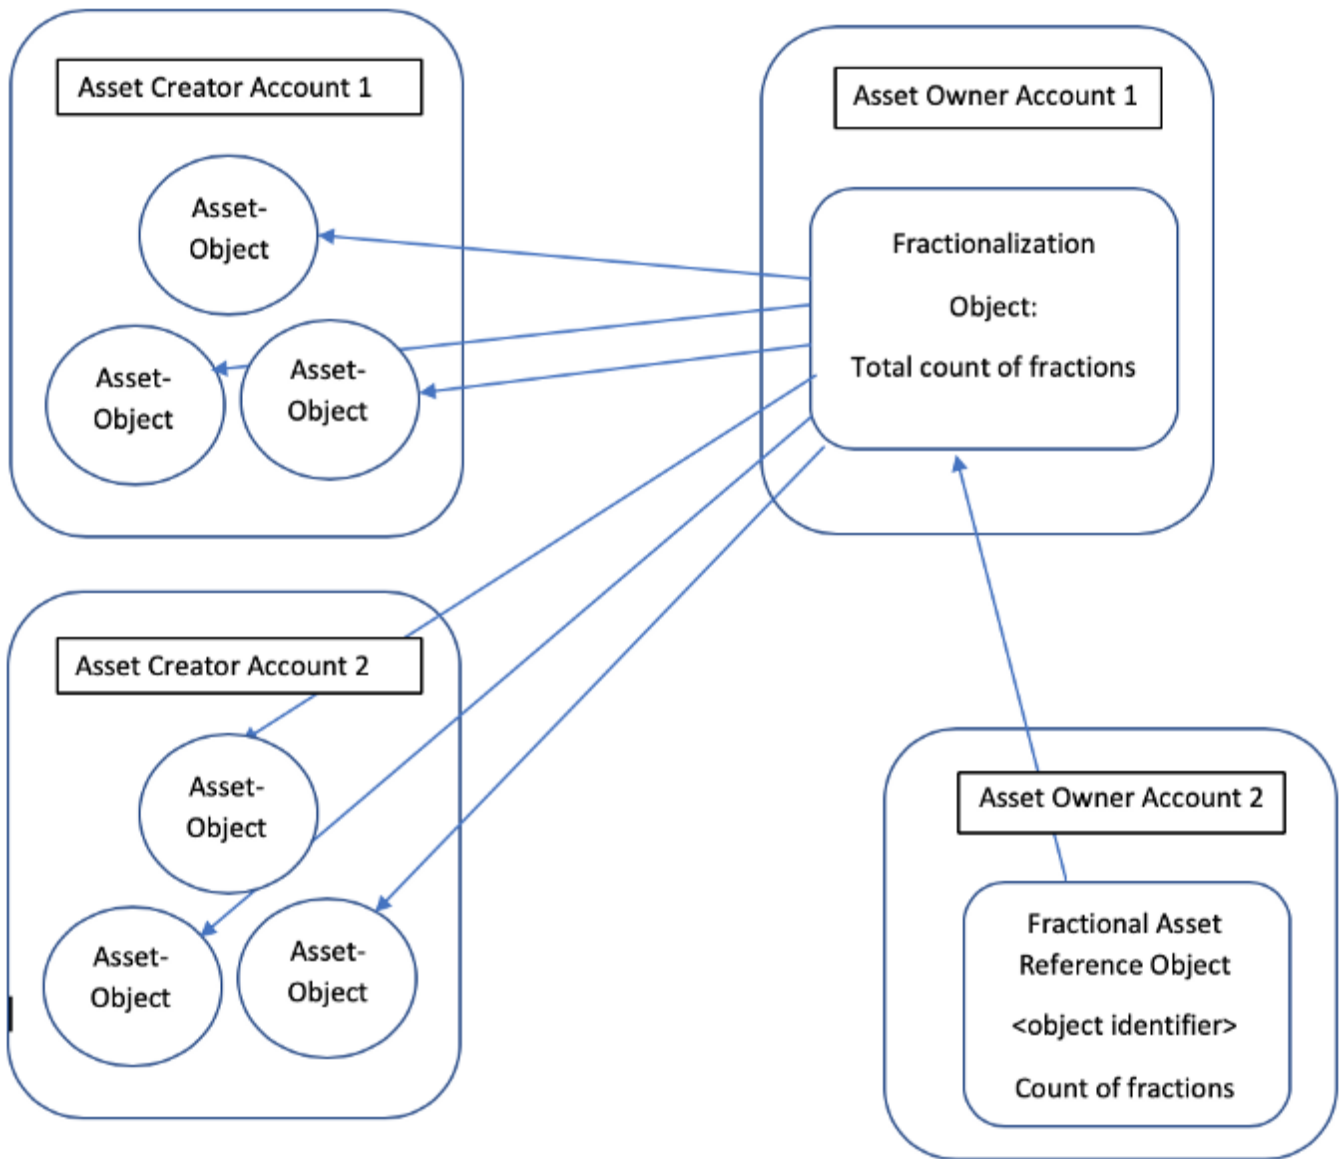 Asset Creator Account 1
Asset-
Object
Asset-
Object
Asset-
Object
Asset Owner Account 1
Fractionalization
Object:
Total count of fractions
Asset Creator Account 2
Asset-
Object
Asset-
Object
Asset-
Object
Asset Owner Account 2
Fractional Asset
Reference Object
<object identifier>
Count of fractions